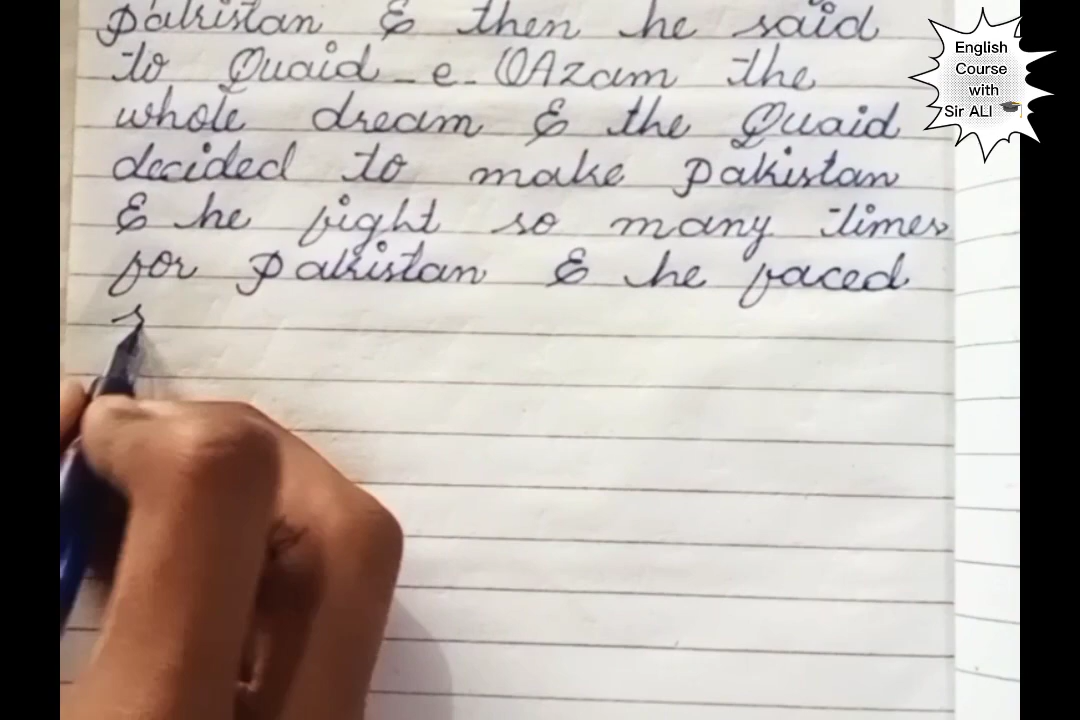 Pakistan & then he said
to Quaid-e-Azam the
whole dream & the Quaid
decided to make Pakistan
& he fight so many times
for Pakistan & he faced
s
English
Course
with
Sir ALI